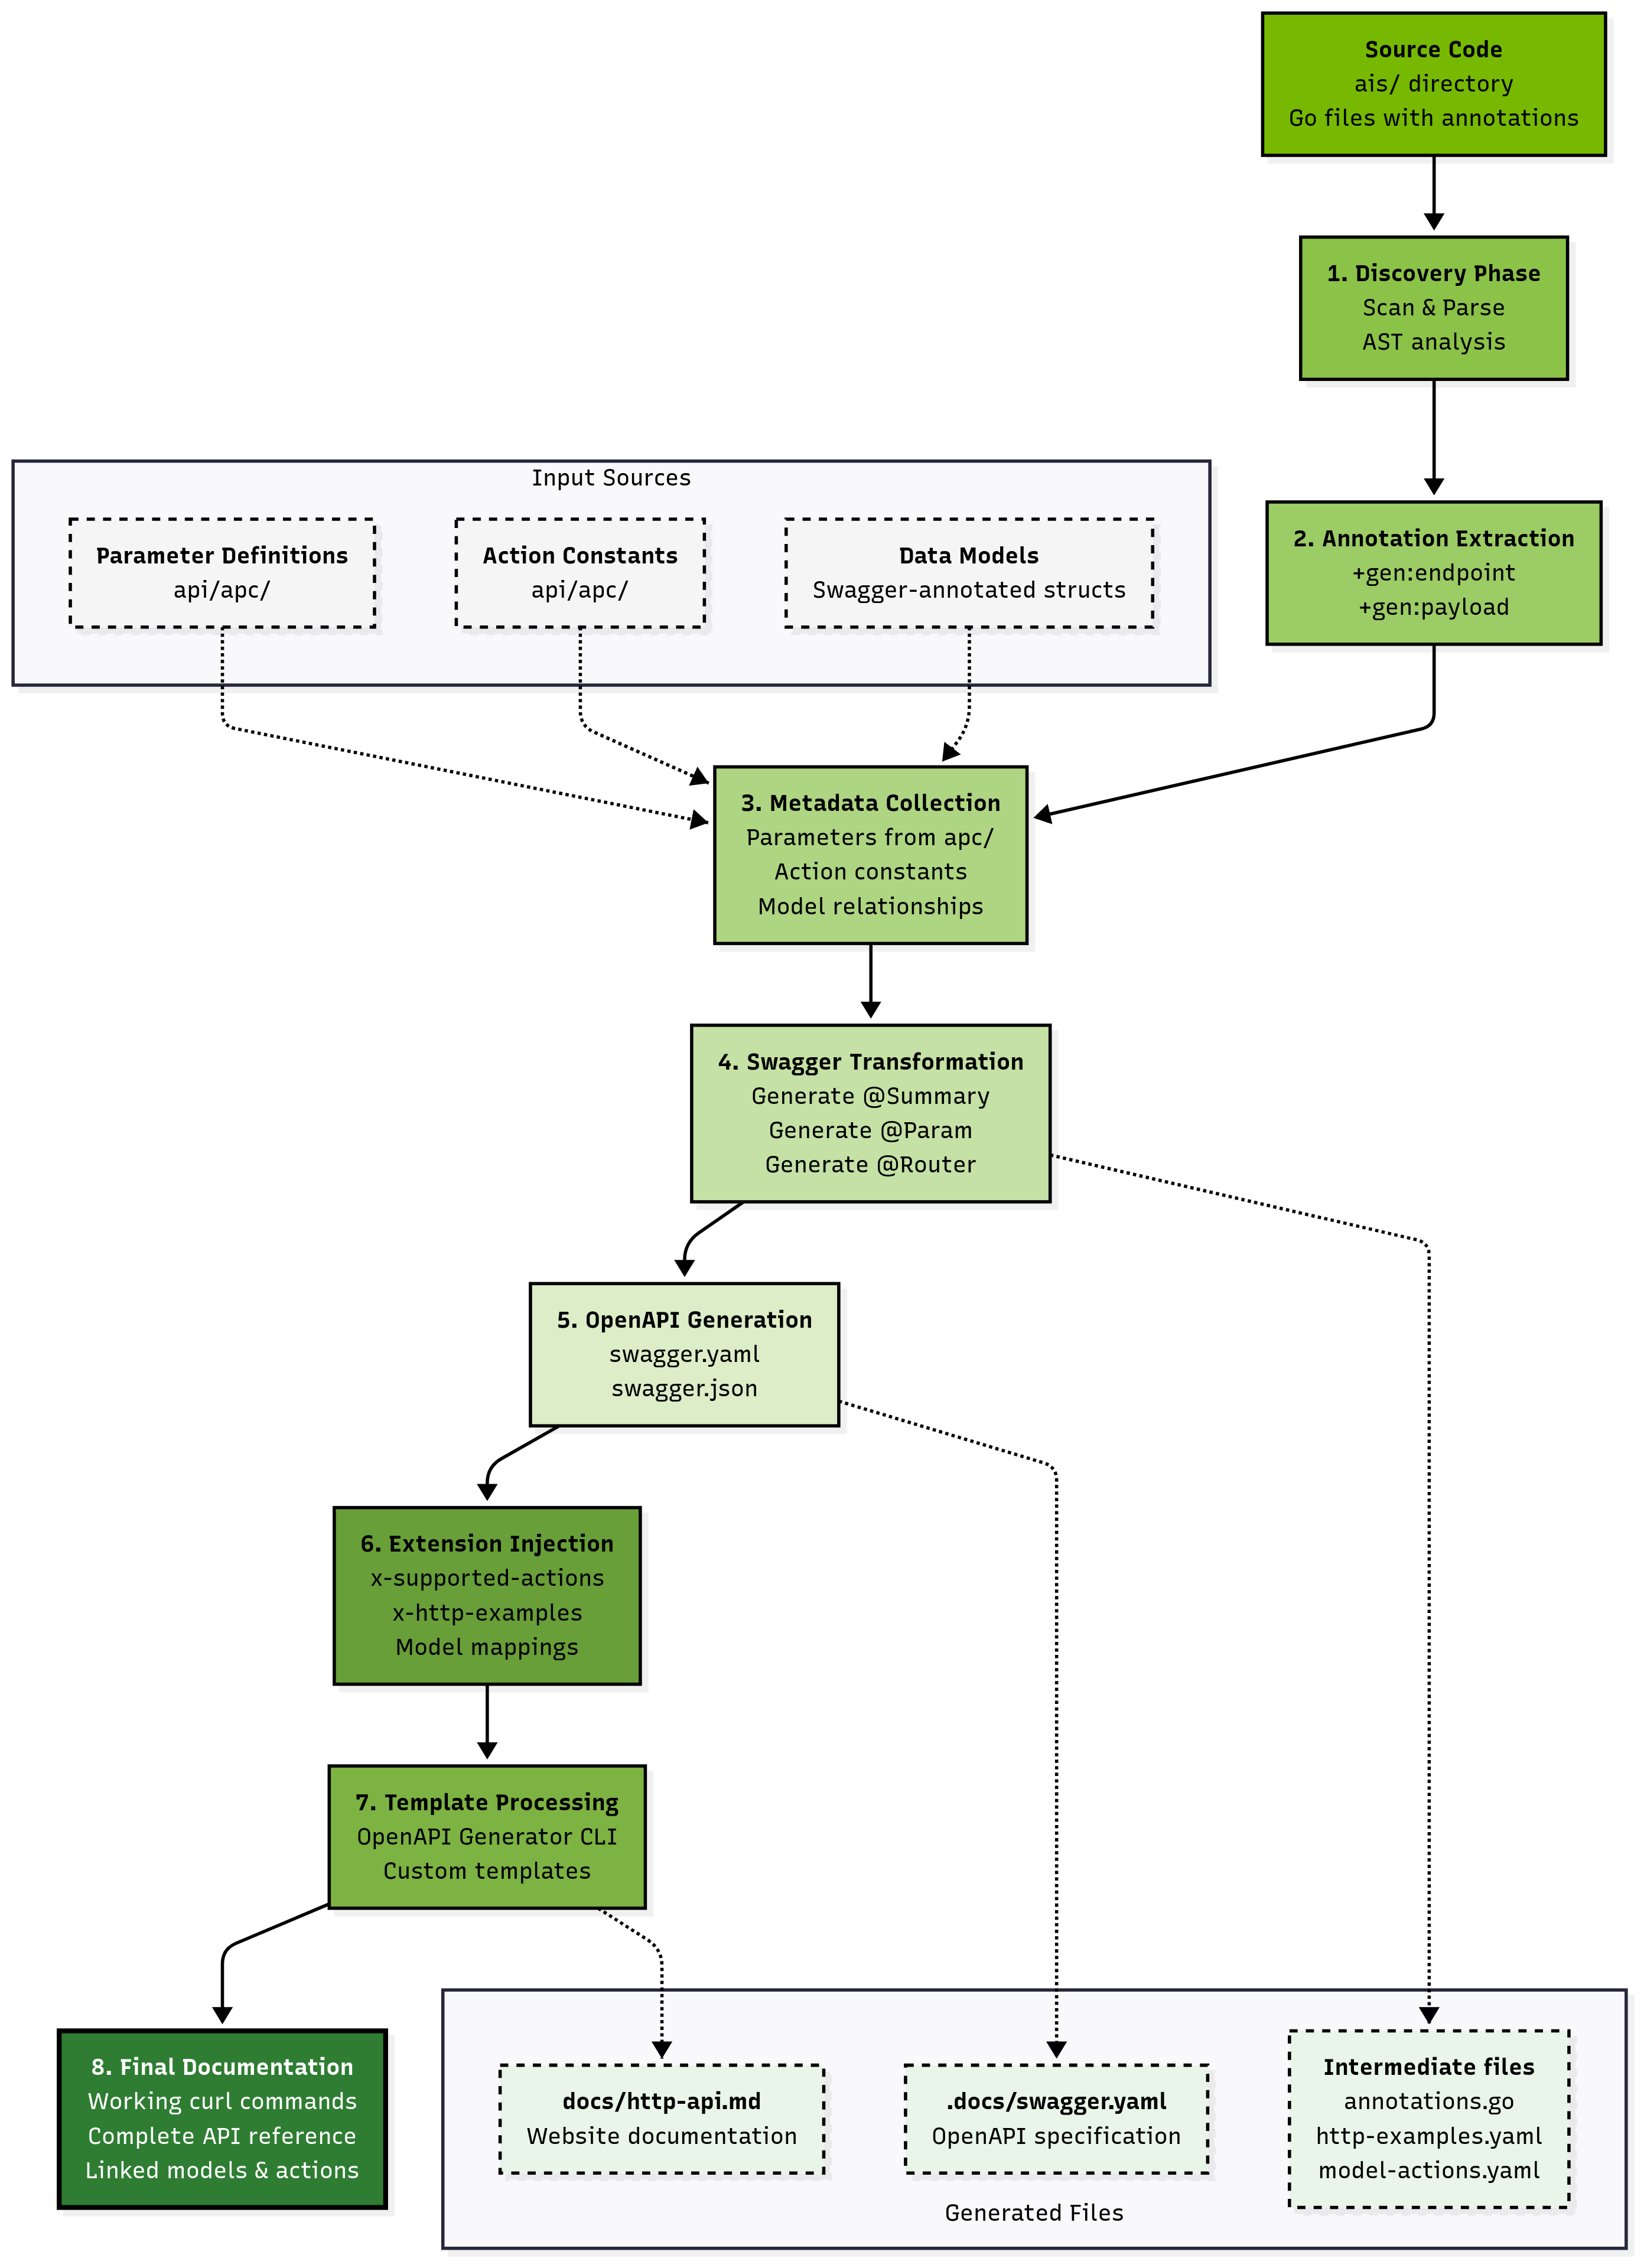 Source Code
ais/ directory
Go files with annotations
1. Discovery Phase
Scan & Parse
AST analysis
Input Sources
Parameter Definitions
api/apc/
Action Constants
api/apc/
Data Models
Swagger-annotated structs
2. Annotation Extraction
+gen:endpoint
+gen:payload
3. Metadata Collection
Parameters from apc/
Action constants
Model relationships
4. Swagger Transformation
Generate @Summary
Generate @Param
Generate @Router
5. OpenAPI Generation
swagger.yaml
swagger.json
6. Extension Injection
x-supported-actions
x-http-examples
Model mappings
7. Template Processing
OpenAPI Generator CLI
Custom templates
8. Final Documentation
Working curl commands
Complete API reference
Linked models & actions
docs/http-api.md
Website documentation
.docs/swagger.yaml
OpenAPI specification
Intermediate files
annotations.go
http-examples.yaml
model-actions.yaml
Generated Files